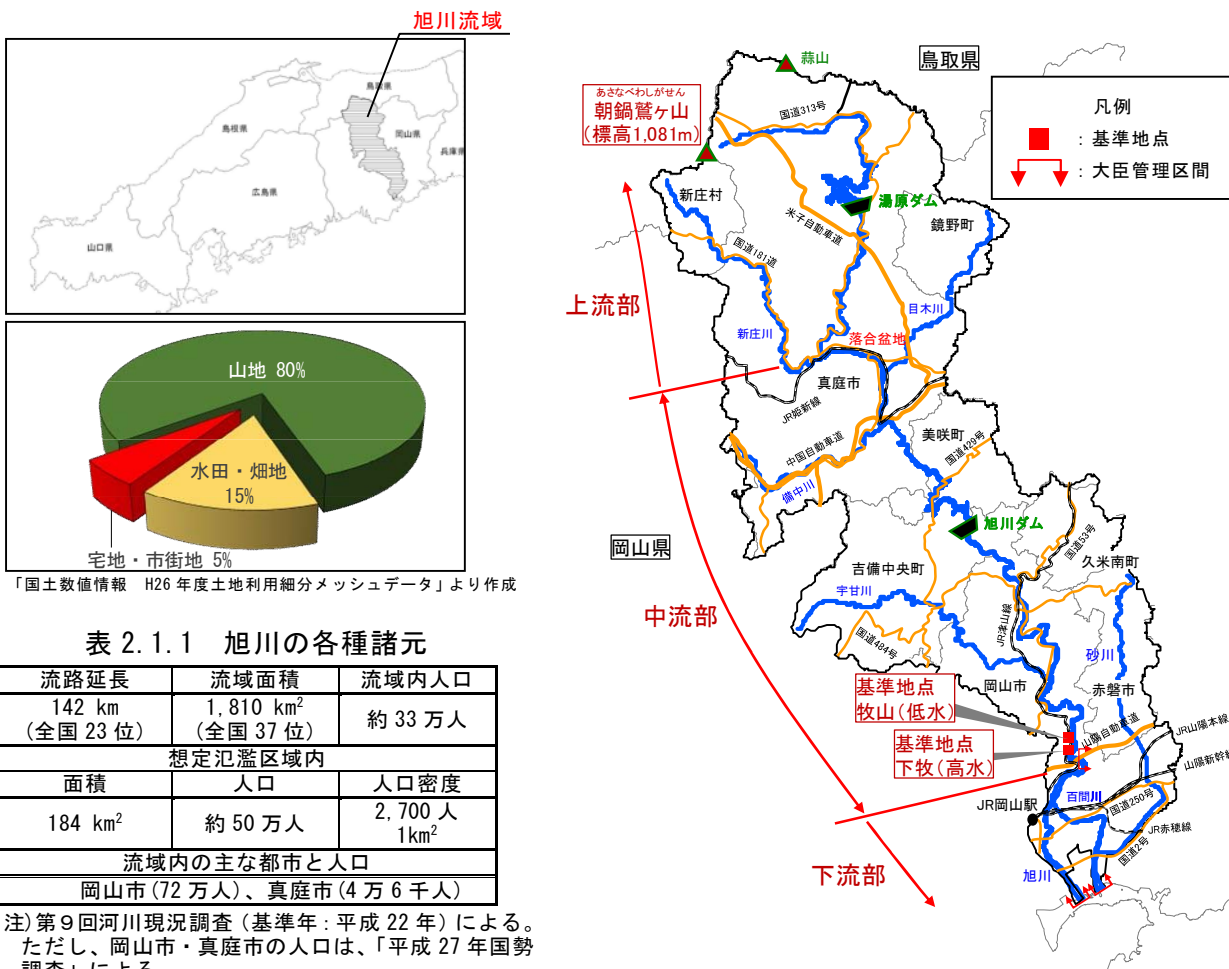 旭川流域
鳥取県
島根県
岡山県
兵庫県
広島県
山口県
山地 80%
水田・畑地
15%
宅地・市街地 5%
「国土数値情報 H26年度土地利用細分メッシュデータ」より作成
表 2.1.1 旭川の各種諸元
流路延長 流域面積 流域内人口
142 km 1,810 km² 約 33 万人
(全国 23 位) (全国 37 位)
想定氾濫区域内
面積 人口 人口密度
184 km² 約 50 万人 2,700 人
1km²
流域内の主な都市と人口
岡山市(72 万人)、真庭市(4 万 6 千人)
注)第9回河川現況調査(基準年:平成 22 年)による。
ただし、岡山市・真庭市の人口は、「平成 27 年国勢
調査」による
蒜山
鳥取県
あさなべわしがせん
朝鍋鷲ヶ山
(標高1,081m)
凡例
:基準地点
:大臣管理区間
国道313号
新庄村
湯原ダム
鏡野町
米子自動車道
国道181道
上流部
新庄川
目木川
落合盆地
真庭市
JR姫新線
美咲町
国道429号
中国自動車道
備中川
旭川ダム
岡山県
国道53号
吉備中央町
久米南町
宇甘川
中流部
JR津山線
国道484号
砂川
岡山市
赤磐市
基準地点
牧山(低水)
基準地点
下牧(高水)
山陽自動車道
JR山陽本線
山陽新幹線
百間川
国道250号
JR岡山駅
JR赤穂線
国道2号
旭川
下流部